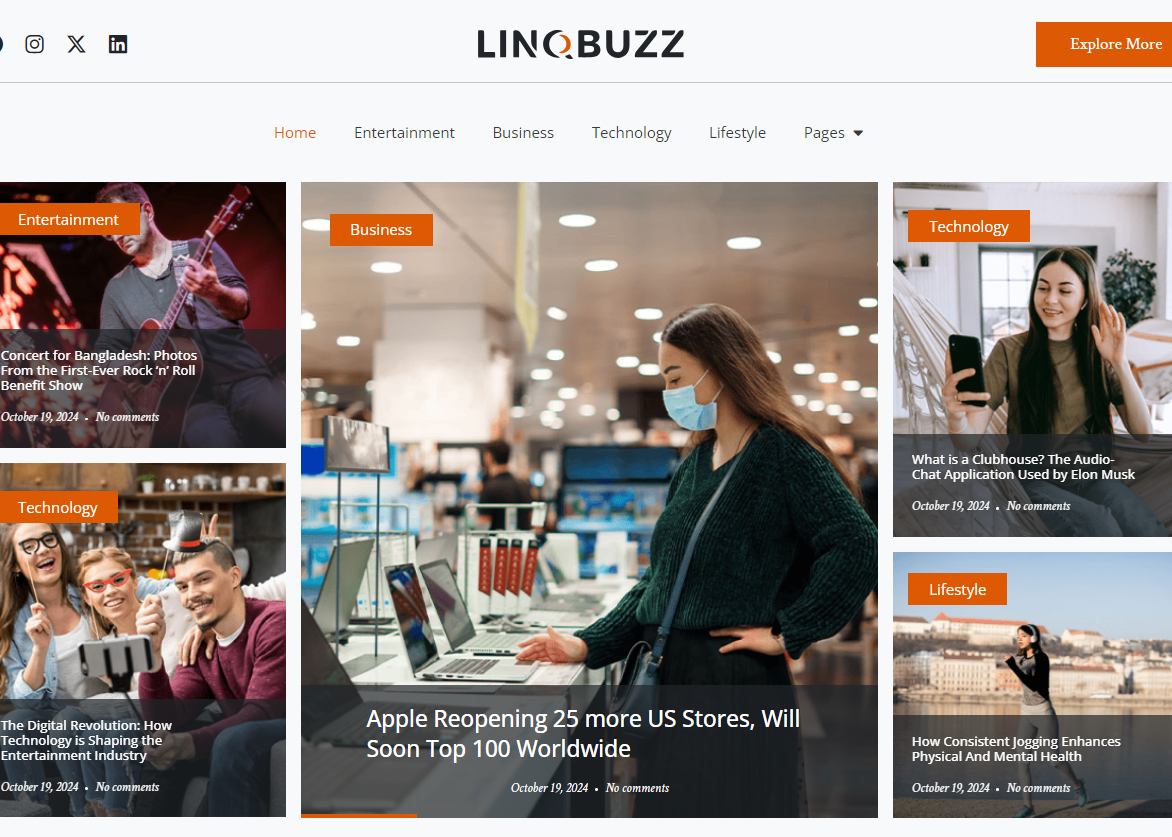 LINQBUZZ
Explore More
Home Entertainment Business Technology Lifestyle Pages
Entertainment
Concert for Bangladesh: Photos
From the First-Ever Rock ‘n’ Roll
Benefit Show
October 19, 2024 • No comments
Technology
The Digital Revolution: How
Technology is Shaping the
Entertainment Industry
October 19, 2024 • No comments
Business
Apple Reopening 25 more US Stores, Will
Soon Top 100 Worldwide
October 19, 2024 • No comments
Technology
What is a Clubhouse? The Audio-
Chat Application Used by Elon Musk
October 19, 2024 • No comments
Lifestyle
How Consistent Jogging Enhances
Physical And Mental Health
October 19, 2024 • No comments